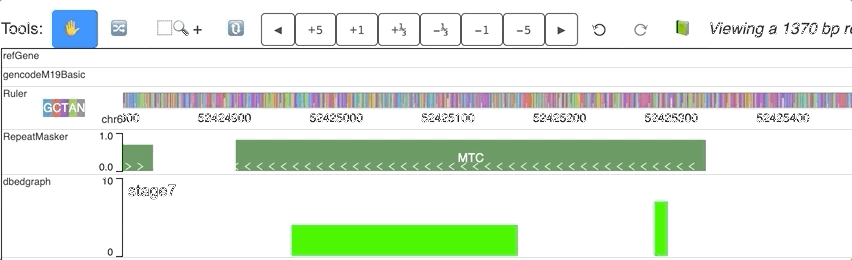 Tools: + ◄ +5 +1 +⅓ -⅓ -1 -5 ► Viewing a 1370 bp re
refGene
gencodeM19Basic
Ruler
GCTAN
chr6 52424900 52425000 52425100 52425200 52425300 52425400
RepeatMasker 1.0
MTC
0.0
dbedgraph 10
stage7
0